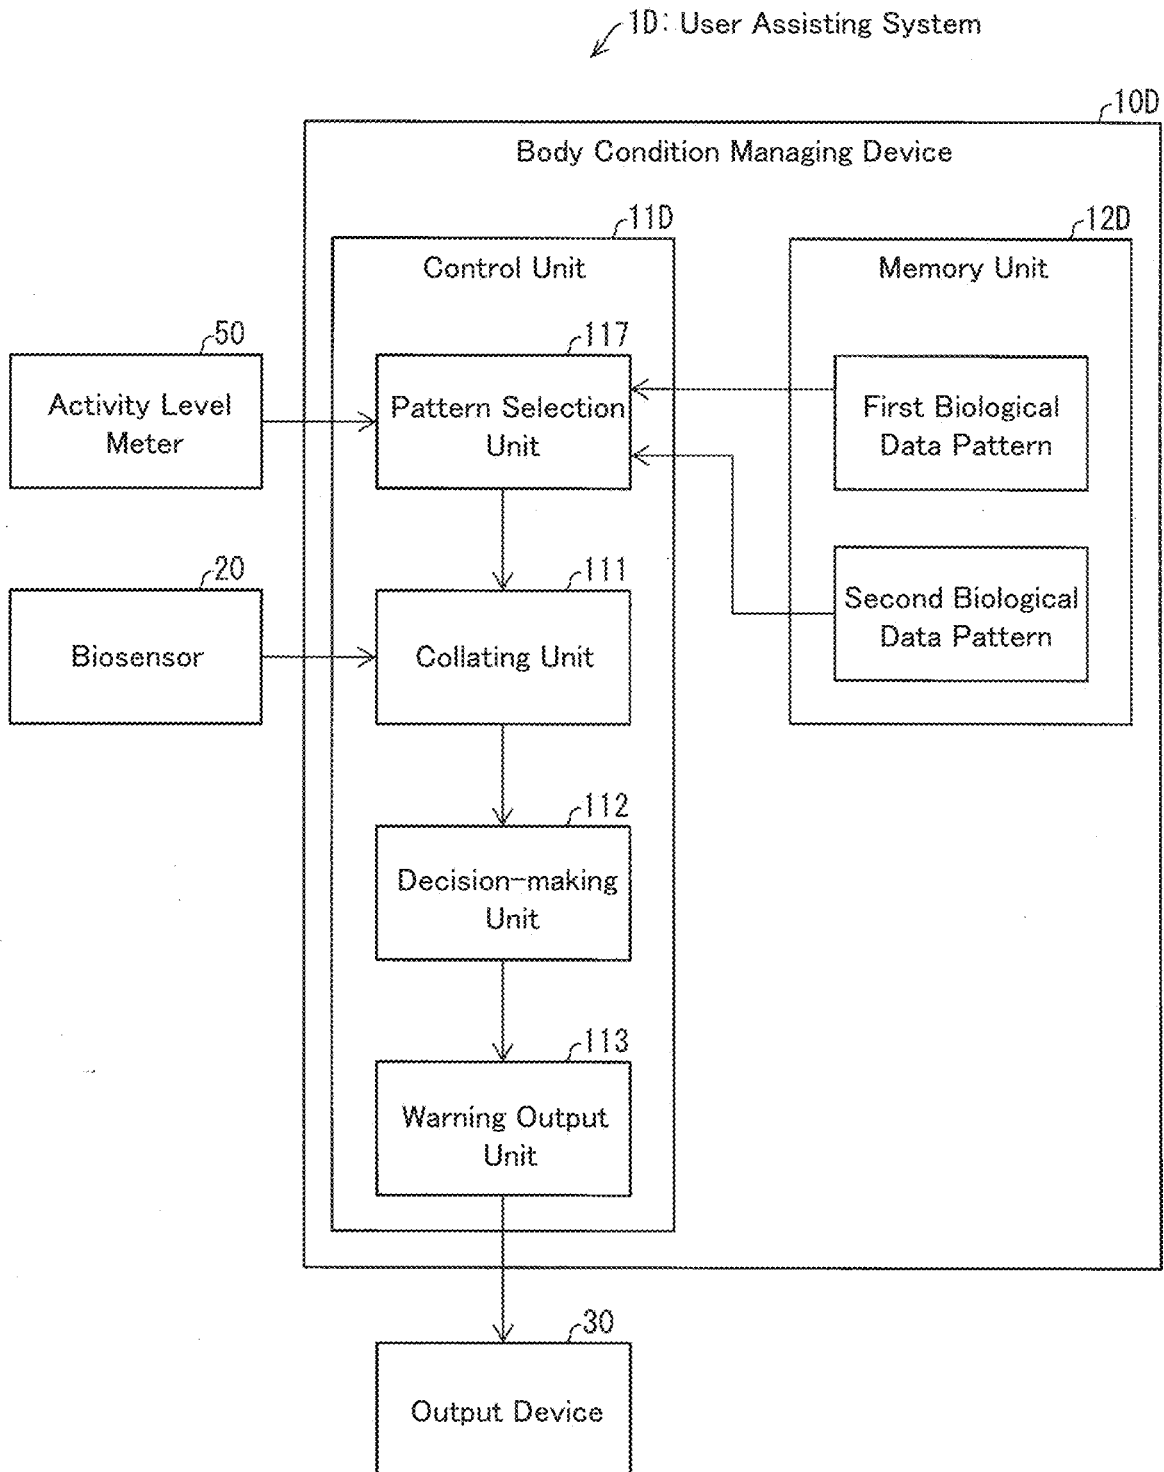 1D: User Assisting System
10D
Body Condition Managing Device
11D
Control Unit
12D
Memory Unit
50
Activity Level
Meter
117
Pattern Selection
Unit
First Biological
Data Pattern
20
Biosensor
111
Collating Unit
Second Biological
Data Pattern
112
Decision-making
Unit
113
Warning Output
Unit
30
Output Device